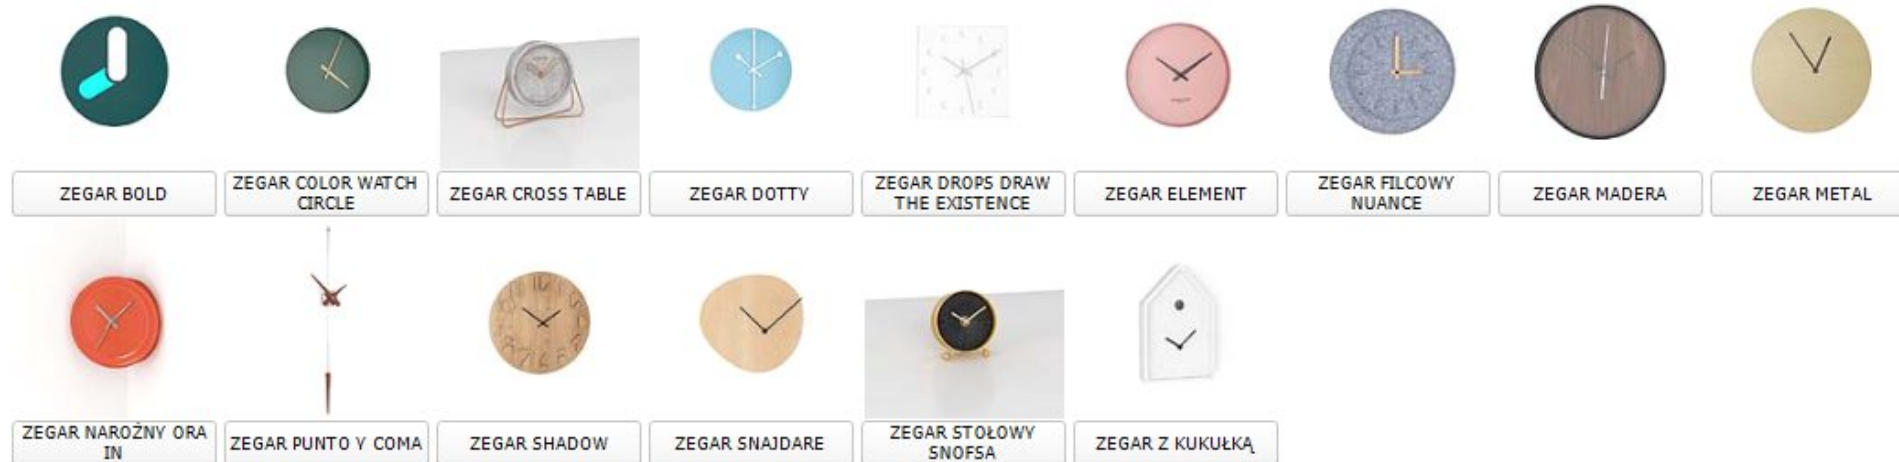 ZEGAR BOLD
ZEGAR COLOR WATCH
CIRCLE
ZEGAR CROSS TABLE
ZEGAR DOTTY
ZEGAR DROPS DRAW
THE EXISTENCE
ZEGAR ELEMENT
ZEGAR FILCOWY
NUANCE
ZEGAR MADERA
ZEGAR METAL
ZEGAR NAROŻNY ORA
IN
ZEGAR PUNTO Y COMA
ZEGAR SHADOW
ZEGAR SNAJDARE
ZEGAR STOŁOWY
SNOFSA
ZEGAR Z KUKUŁKĄ